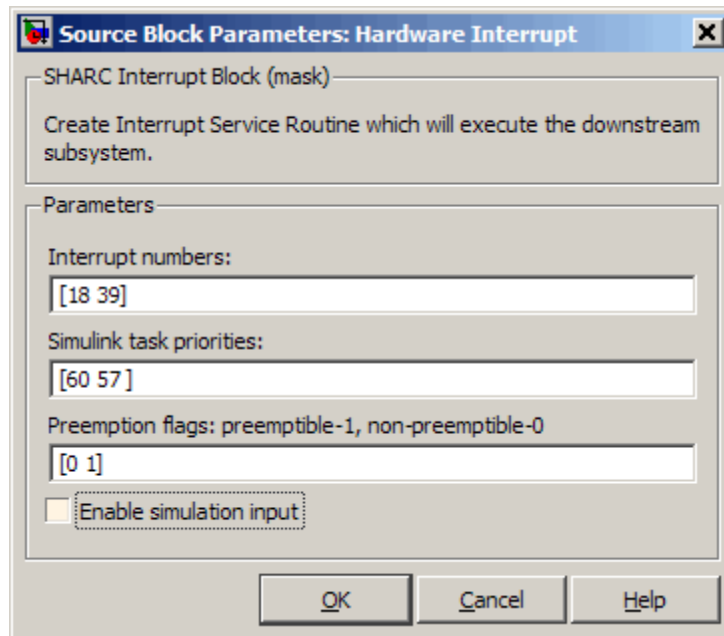 Source Block Parameters: Hardware Interrupt
SHARC Interrupt Block (mask)
Create Interrupt Service Routine which will execute the downstream
subsystem.
Parameters
Interrupt numbers:
[18 39]
Simulink task priorities:
[60 57 ]
Preemption flags: preemptible-1, non-preemptible-0
[0 1]
Enable simulation input
OK Cancel Help